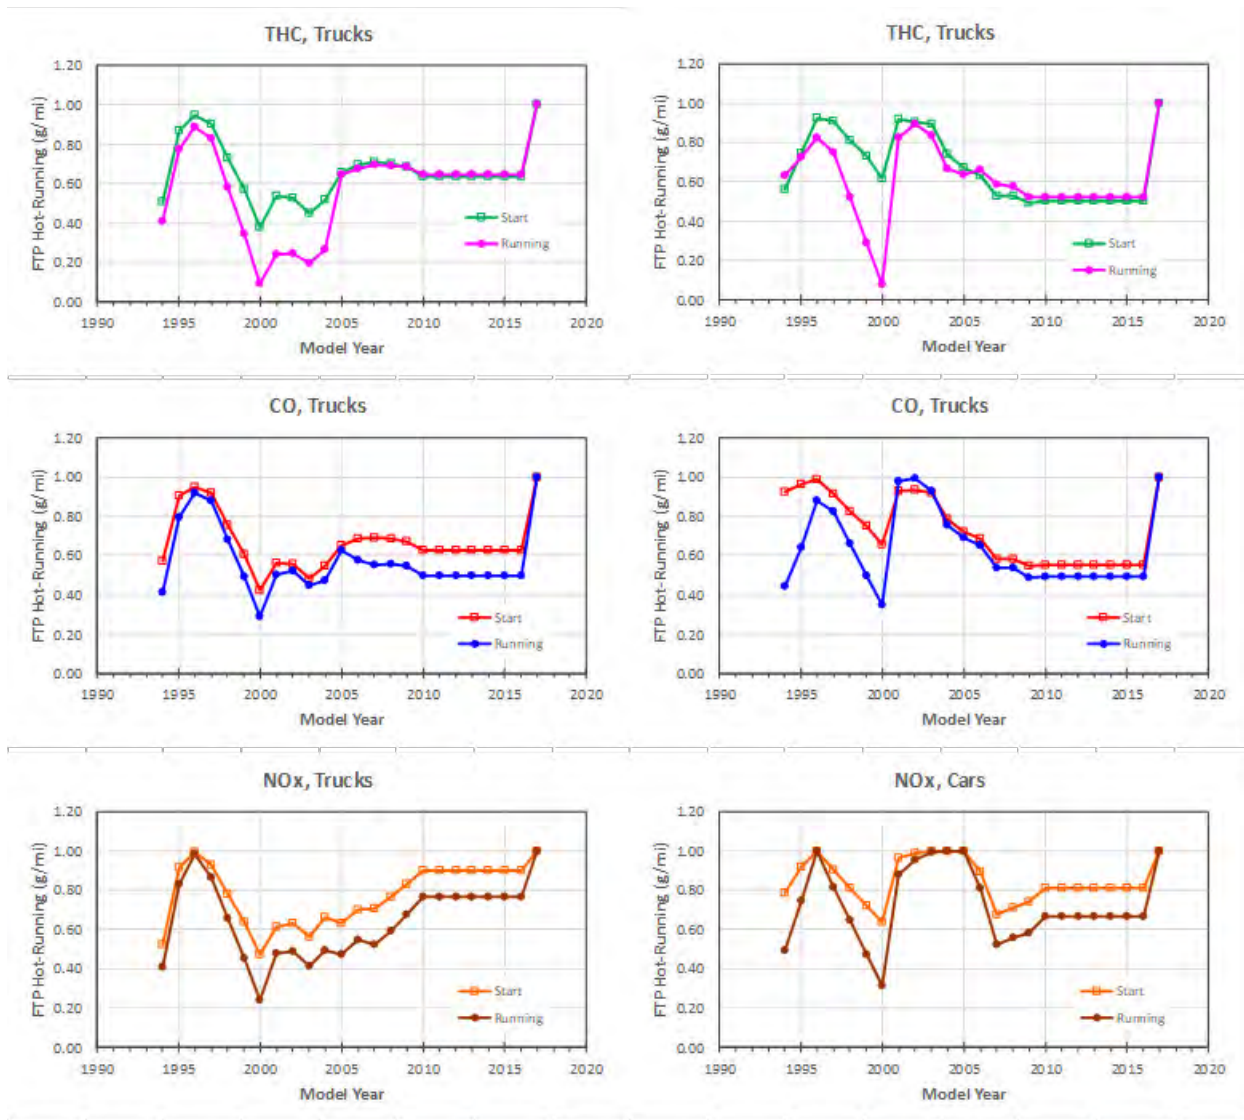 THC, Trucks
FTP Hot-Running (g/mi)
1.20
1.00
0.80
0.60
0.40
0.20
0.00
Start
Running
1990 1995 2000 2005 2010 2015 2020
Model Year
THC, Trucks
FTP Hot-Running (g/mi)
1.20
1.00
0.80
0.60
0.40
0.20
0.00
Start
Running
1990 1995 2000 2005 2010 2015 2020
Model Year
CO, Trucks
FTP Hot-Running (g/mi)
1.20
1.00
0.80
0.60
0.40
0.20
0.00
Start
Running
1990 1995 2000 2005 2010 2015 2020
Model Year
CO, Trucks
FTP Hot-Running (g/mi)
1.20
1.00
0.80
0.60
0.40
0.20
0.00
Start
Running
1990 1995 2000 2005 2010 2015 2020
Model Year
NOx, Trucks
FTP Hot-Running (g/mi)
1.20
1.00
0.80
0.60
0.40
0.20
0.00
Start
Running
1990 1995 2000 2005 2010 2015 2020
Model Year
NOx, Cars
FTP Hot-Running (g/mi)
1.20
1.00
0.80
0.60
0.40
0.20
0.00
Start
Running
1990 1995 2000 2005 2010 2015 2020
Model Year